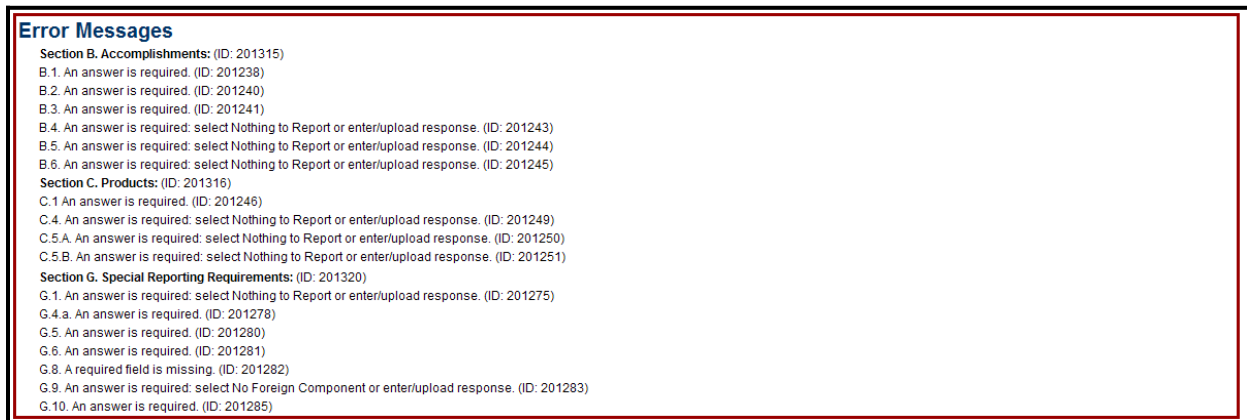 Error Messages
Section B. Accomplishments: (ID: 201315)
B.1. An answer is required. (ID: 201238)
B.2. An answer is required. (ID: 201240)
B.3. An answer is required. (ID: 201241)
B.4. An answer is required: select Nothing to Report or enter/upload response. (ID: 201243)
B.5. An answer is required: select Nothing to Report or enter/upload response. (ID: 201244)
B.6. An answer is required: select Nothing to Report or enter/upload response. (ID: 201245)
Section C. Products: (ID: 201316)
C.1 An answer is required. (ID: 201246)
C.4. An answer is required: select Nothing to Report or enter/upload response. (ID: 201249)
C.5.A. An answer is required: select Nothing to Report or enter/upload response. (ID: 201250)
C.5.B. An answer is required: select Nothing to Report or enter/upload response. (ID: 201251)
Section G. Special Reporting Requirements: (ID: 201320)
G.1. An answer is required: select Nothing to Report or enter/upload response. (ID: 201275)
G.4.a. An answer is required. (ID: 201278)
G.5. An answer is required. (ID: 201280)
G.6. An answer is required. (ID: 201281)
G.8. A required field is missing. (ID: 201282)
G.9. An answer is required: select No Foreign Component or enter/upload response. (ID: 201283)
G.10. An answer is required. (ID: 201285)